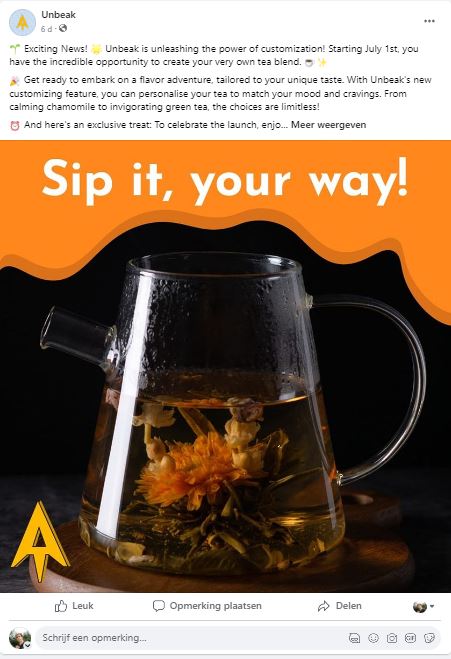 Unbeak
6 d ·
🌱 Exciting News! 🌟 Unbeak is unleashing the power of customization! Starting July 1st, you
have the incredible opportunity to create your very own tea blend. ☕✨
🎉 Get ready to embark on a flavor adventure, tailored to your unique taste. With Unbeak's new
customizing feature, you can personalise your tea to match your mood and cravings. From
calming chamomile to invigorating green tea, the choices are limitless!
⏰ And here's an exclusive treat: To celebrate the launch, enjo... Meer weergeven
Sip it, your way!
Leuk Opmerking plaatsen Delen
Schrijf een opmerking...
GIF